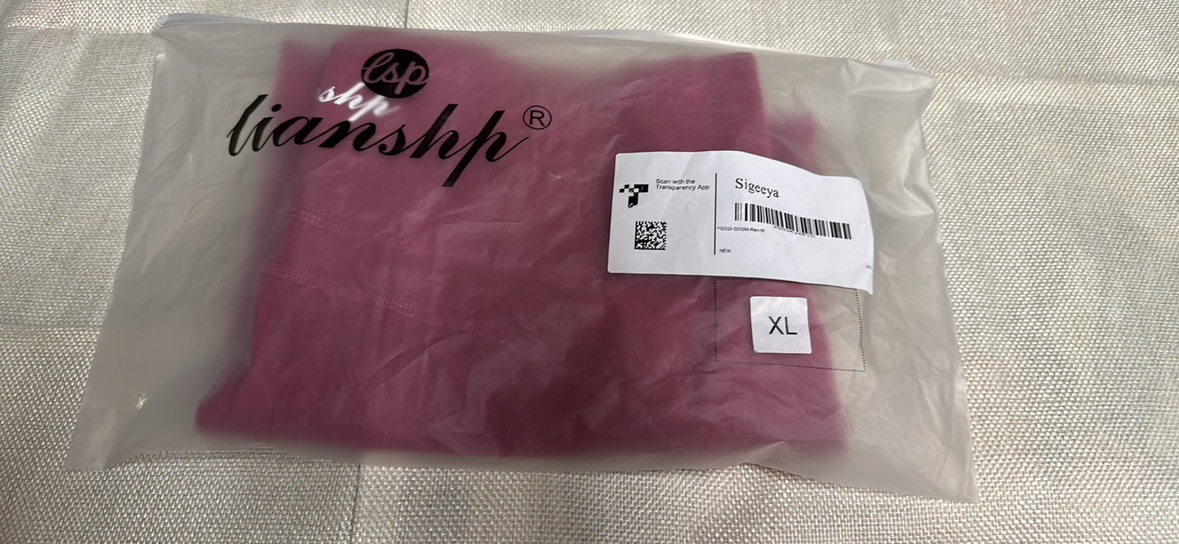 lsp
shp
lianshp®
Scan with the
Transparency App
Sigeeya
NEW
XL